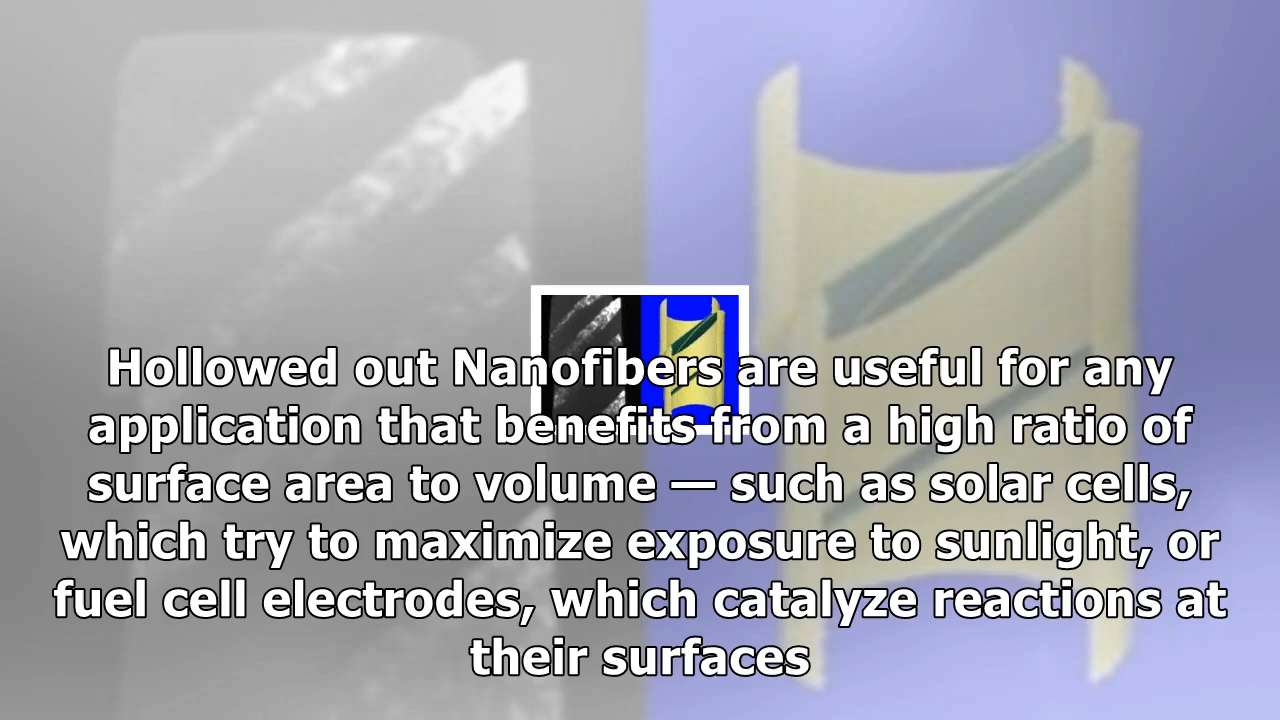 Hollowed out Nanofibers are useful for any
application that benefits from a high ratio of
surface area to volume — such as solar cells,
which try to maximize exposure to sunlight, or
fuel cell electrodes, which catalyze reactions at
their surfaces